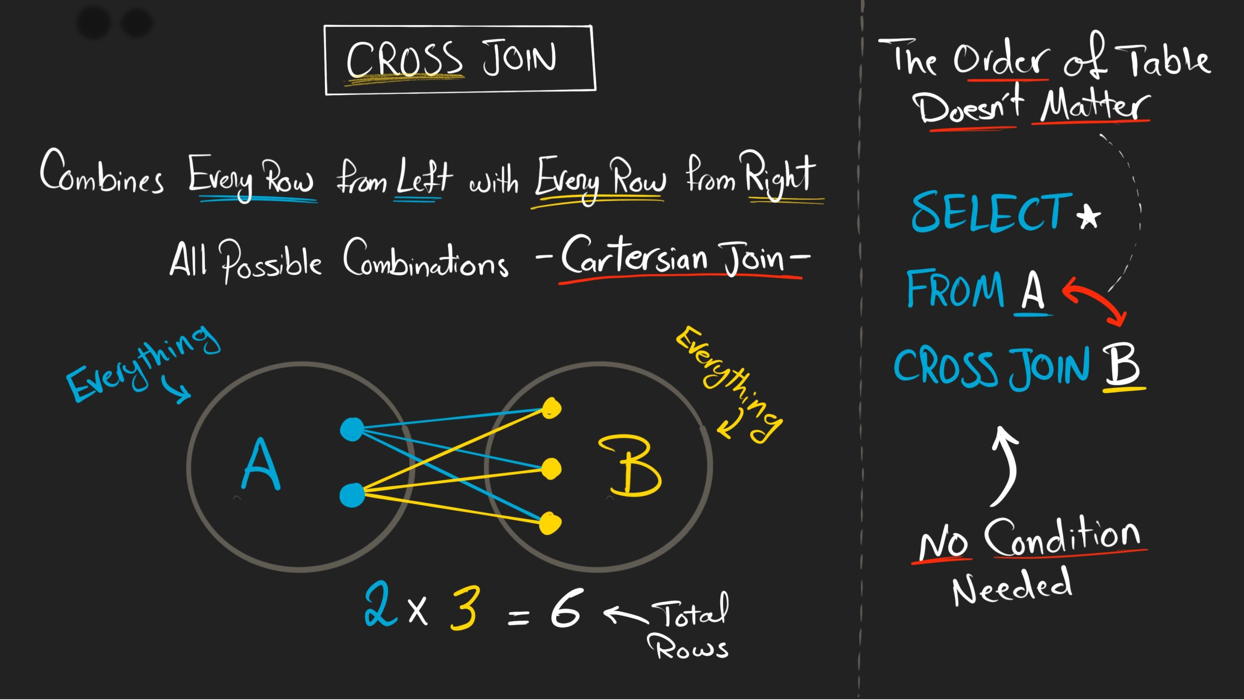 CROSS JOIN
Combines Every Row from Left with Every Row from Right
All Possible Combinations - Cartersian Join -
Everything
Everything
A
B
2 x 3 = 6 ← Total
Rows
The Order of Table
Doesn't Matter
SELECT *
FROM A
CROSS JOIN B
No Condition
Needed